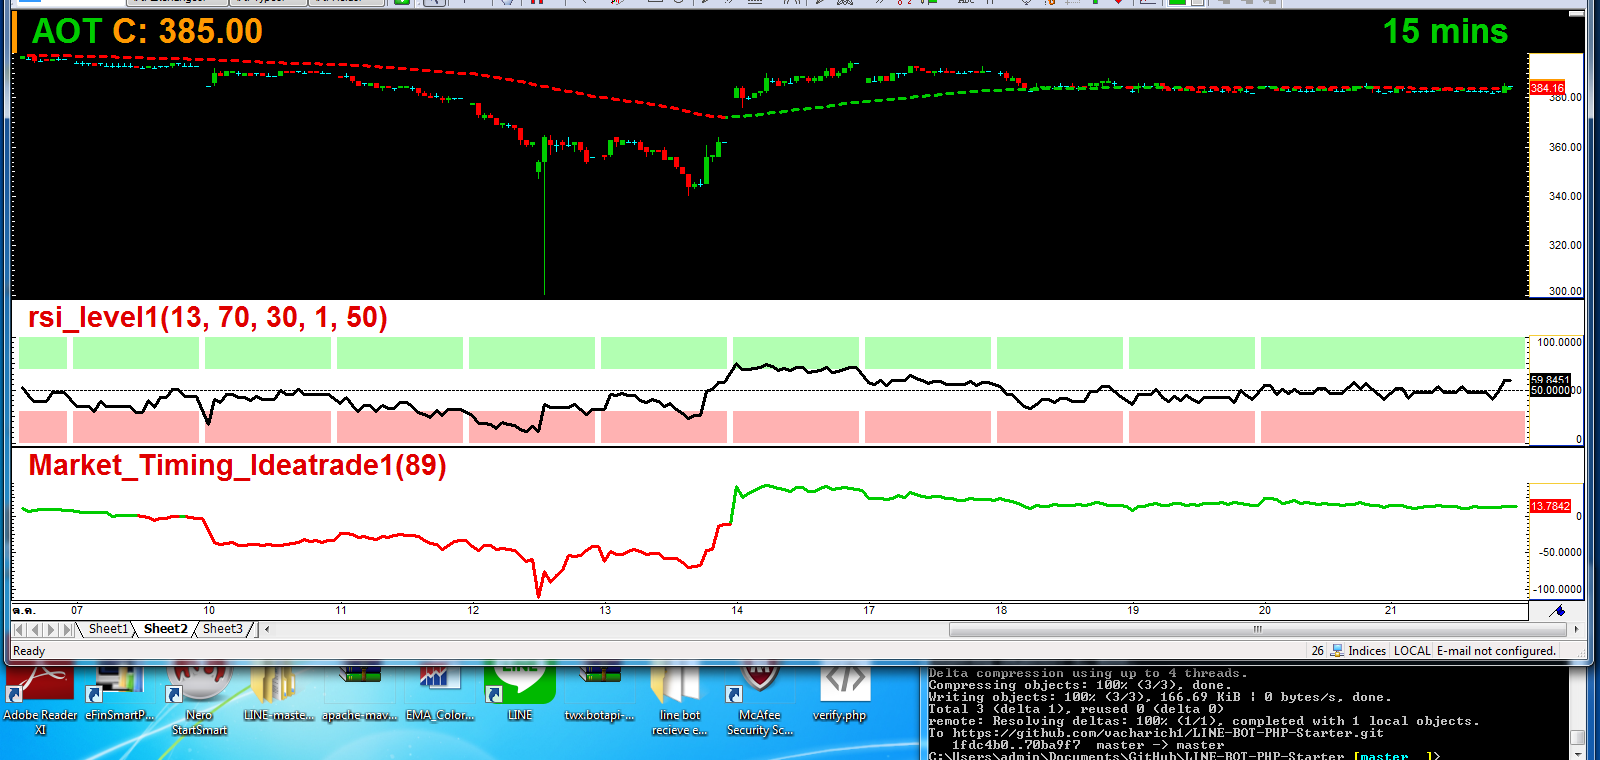 AOT C: 385.00
15 mins
384.16
380.00
360.00
340.00
320.00
300.00
rsi_level1(13, 70, 30, 1, 50)
100.0000
59.8451
50.0000
0
Market_Timing_Ideatrade1(89)
13.7842
0
-50.0000
-100.0000
ต.ค. 07 10 11 12 13 14 17 18 19 20 21
Sheet1 Sheet2 Sheet3
Ready
26 Indices LOCAL E-mail not configured.
Adobe Reader XI
eFinSmartP...
Nero StartSmart
LINE-maste...
apache-mav...
EMA_Color...
LINE
twx.botapi-...
line bot recieve e...
McAfee Security Sc...
verify.php
Delta compression using up to 4 threads.
Compressing objects: 100% (3/3), done.
Writing objects: 100% (3/3), 166.69 KiB | 0 bytes/s, done.
Total 3 (delta 1), reused 0 (delta 0)
remote: Resolving deltas: 100% (1/1), completed with 1 local objects.
To https://github.com/vacharich1/LINE-BOT-PHP-Starter.git
1fdc4b0..70ba9f7 master -> master
C:\Users\admin\Documents\GitHub\LINE-BOT-PHP-Starter [master ]>